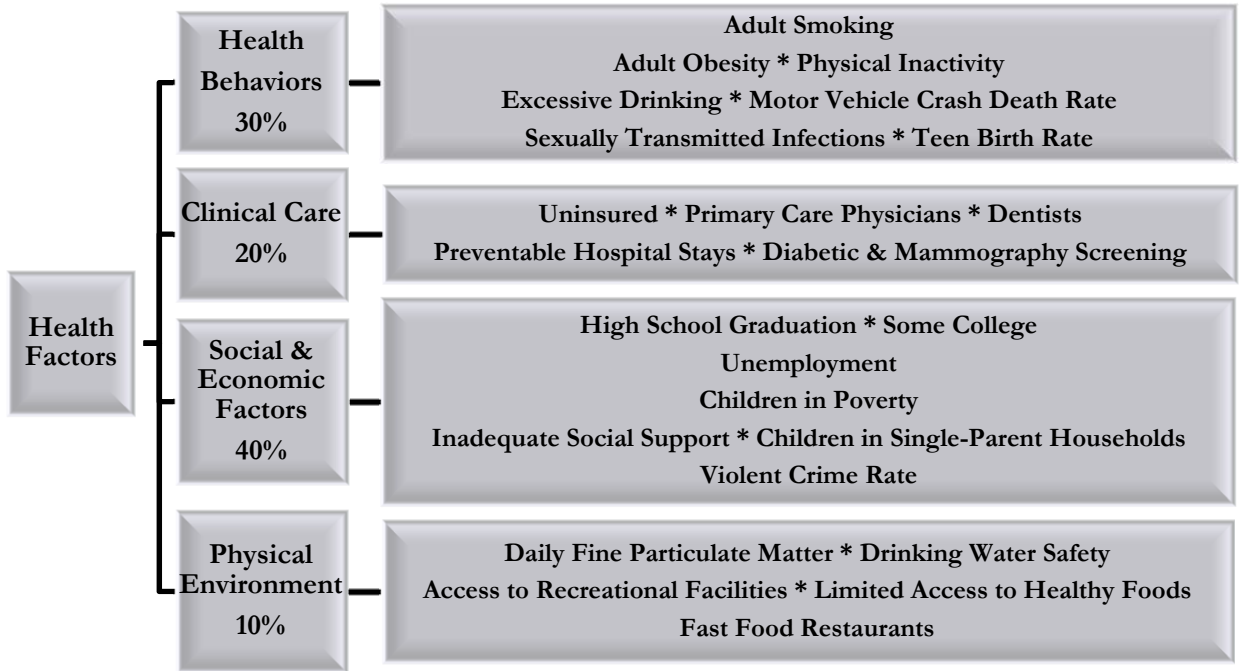 Health
Factors
Health
Behaviors
30%
Adult Smoking
Adult Obesity * Physical Inactivity
Excessive Drinking * Motor Vehicle Crash Death Rate
Sexually Transmitted Infections * Teen Birth Rate
Clinical Care
20%
Uninsured * Primary Care Physicians * Dentists
Preventable Hospital Stays * Diabetic & Mammography Screening
Social &
Economic
Factors
40%
High School Graduation * Some College
Unemployment
Children in Poverty
Inadequate Social Support * Children in Single-Parent Households
Violent Crime Rate
Physical
Environment
10%
Daily Fine Particulate Matter * Drinking Water Safety
Access to Recreational Facilities * Limited Access to Healthy Foods
Fast Food Restaurants